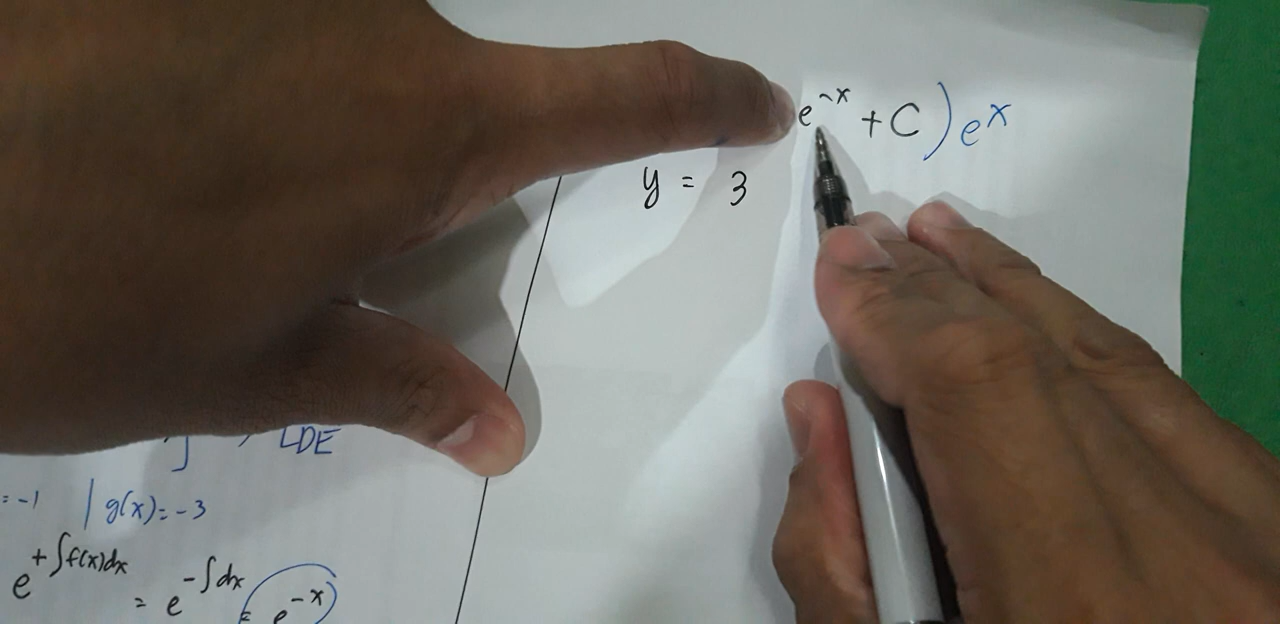 e^{-x} + C ) e^x
y = 3
LDE
= -1 | g(x) = -3
e^{+∫f(x)dx} = e^{-∫dx} = e^{-x}